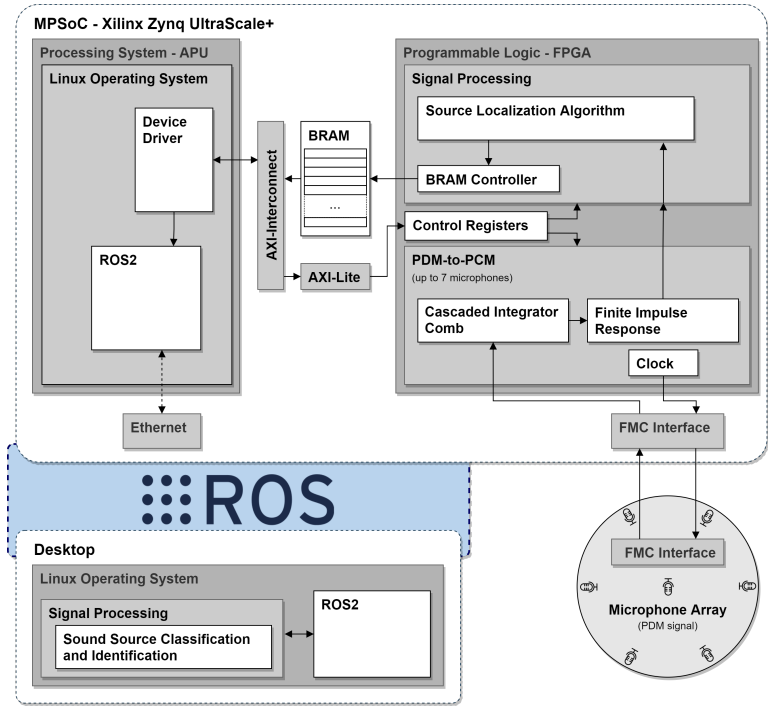 MPSoC - Xilinx Zynq UltraScale+
Processing System - APU
Linux Operating System
Device
Driver
ROS2
Ethernet
AXI-Interconnect
BRAM
...
AXI-Lite
Programmable Logic - FPGA
Signal Processing
Source Localization Algorithm
BRAM Controller
Control Registers
PDM-to-PCM
(up to 7 microphones)
Cascaded Integrator
Comb
Finite Impulse
Response
Clock
FMC Interface
ROS
Desktop
Linux Operating System
Signal Processing
Sound Source Classification
and Identification
ROS2
FMC Interface
Microphone Array
(PDM signal)